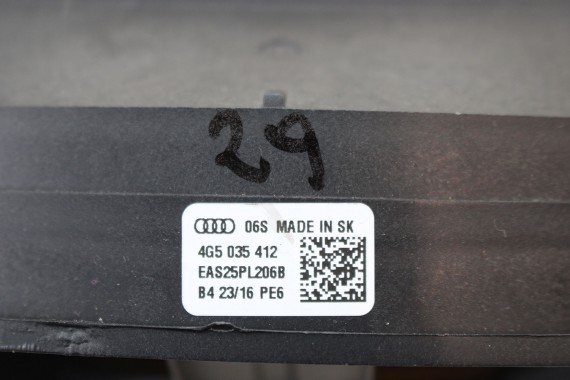 29
06S MADE IN SK
4G5 035 412
EAS25PL206B
B4 23/16 PE6